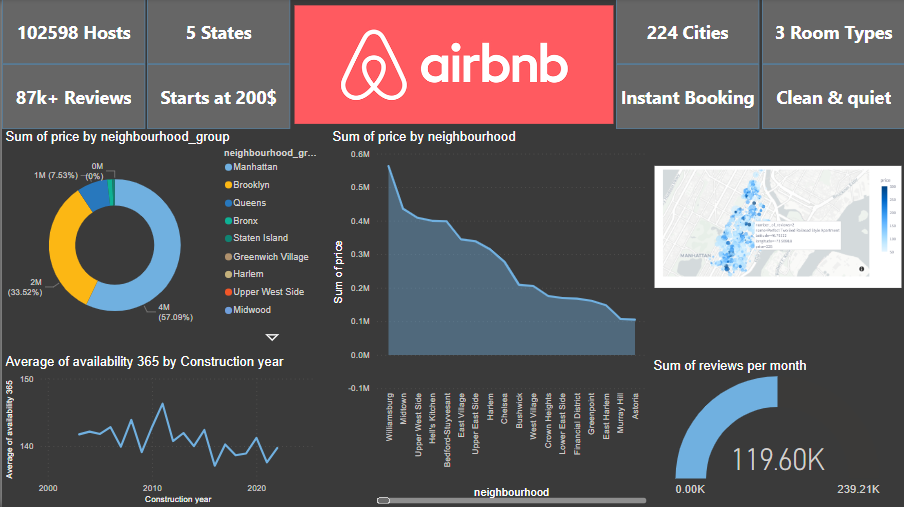 102598 Hosts
5 States
airbnb
224 Cities
3 Room Types
87k+ Reviews
Starts at 200$
Instant Booking
Clean & quiet
Sum of price by neighbourhood_group
0M
(0%)
1M (7.53%)
2M
(33.52%)
4M
(57.09%)
neighbourhood_gr...
Manhattan
Brooklyn
Queens
Bronx
Staten Island
Greenwich Village
Harlem
Upper West Side
Midwood
Sum of price by neighbourhood
Sum of price
0.6M
0.5M
0.4M
0.3M
0.2M
0.1M
0.0M
-0.1M
Williamsburg
Midtown
Upper West Side
Hell's Kitchen
Bedford-Stuyvesant
East Village
Upper East Side
Harlem
Chelsea
Bushwick
West Village
Crown Heights
Lower East Side
Financial District
Greenpoint
East Harlem
Murray Hill
Astoria
neighbourhood
MANHATTAN
Average of availability 365 by Construction year
Average of availability 365
150
140
2000
2010
2020
Construction year
Sum of reviews per month
119.60K
0.00K
239.21K